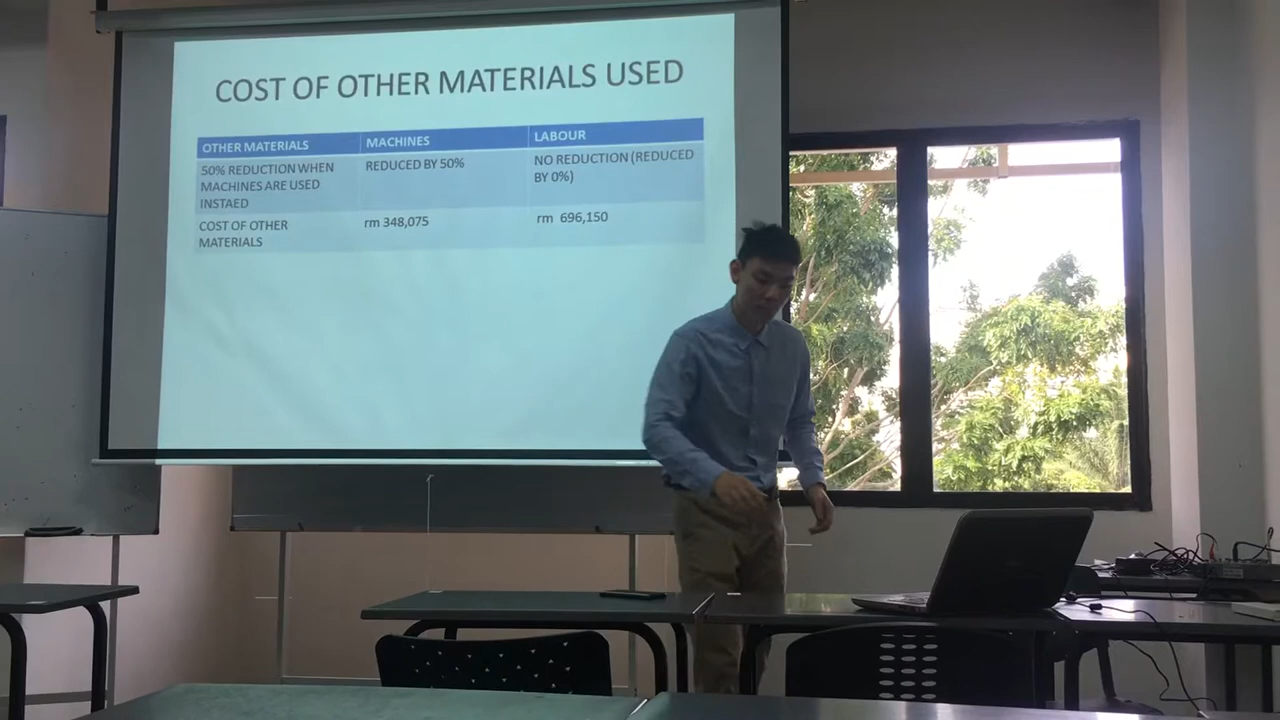 COST OF OTHER MATERIALS USED
OTHER MATERIALS MACHINES LABOUR
50% REDUCTION WHEN MACHINES ARE USED INSTAED REDUCED BY 50% NO REDUCTION (REDUCED BY 0%)
COST OF OTHER MATERIALS rm 348,075 rm 696,150